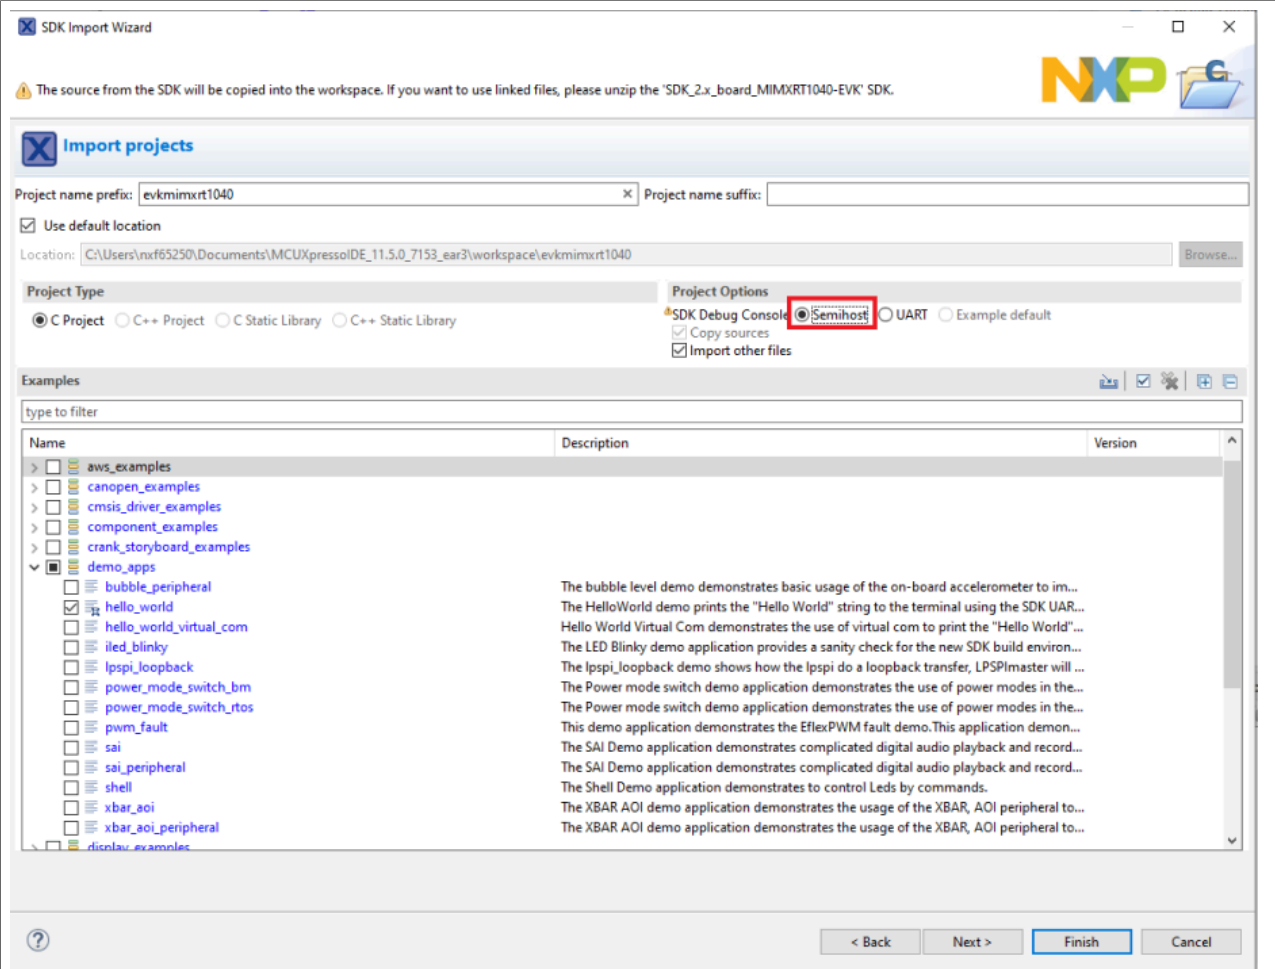 SDK Import Wizard
The source from the SDK will be copied into the workspace. If you want to use linked files, please unzip the 'SDK_2.x_board_MIMXRT1040-EVK' SDK.
NXP
Import projects
Project name prefix: evkmimxrt1040 Project name suffix:
Use default location
Location: C:\Users\nxf65250\Documents\MCUXpressoIDE_11.5.0_7153_ear3\workspace\evkmimxrt1040 Browse...
Project Type Project Options
C Project C++ Project C Static Library C++ Static Library SDK Debug Console Semihost UART Example default
Copy sources
Import other files
Examples
type to filter
Name Description Version
aws_examples
canopen_examples
cmsis_driver_examples
component_examples
crank_storyboard_examples
demo_apps
bubble_peripheral The bubble level demo demonstrates basic usage of the on-board accelerometer to im...
hello_world The HelloWorld demo prints the "Hello World" string to the terminal using the SDK UAR...
hello_world_virtual_com Hello World Virtual Com demonstrates the use of virtual com to print the "Hello World"...
iled_blinky The LED Blinky demo application provides a sanity check for the new SDK build environ...
lpspi_loopback The lpspi_loopback demo shows how the lpspi do a loopback transfer, LPSPImaster will ...
power_mode_switch_bm The Power mode switch demo application demonstrates the use of power modes in the...
power_mode_switch_rtos The Power mode switch demo application demonstrates the use of power modes in the...
pwm_fault This demo application demonstrates the EflexPWM fault demo.This application demon...
sai The SAI Demo application demonstrates complicated digital audio playback and record...
sai_peripheral The SAI Demo application demonstrates complicated digital audio playback and record...
shell The Shell Demo application demonstrates to control Leds by commands.
xbar_aoi The XBAR AOI demo application demonstrates the usage of the XBAR, AOI peripheral to...
xbar_aoi_peripheral The XBAR AOI demo application demonstrates the usage of the XBAR, AOI peripheral to...
display_examples
< Back Next > Finish Cancel